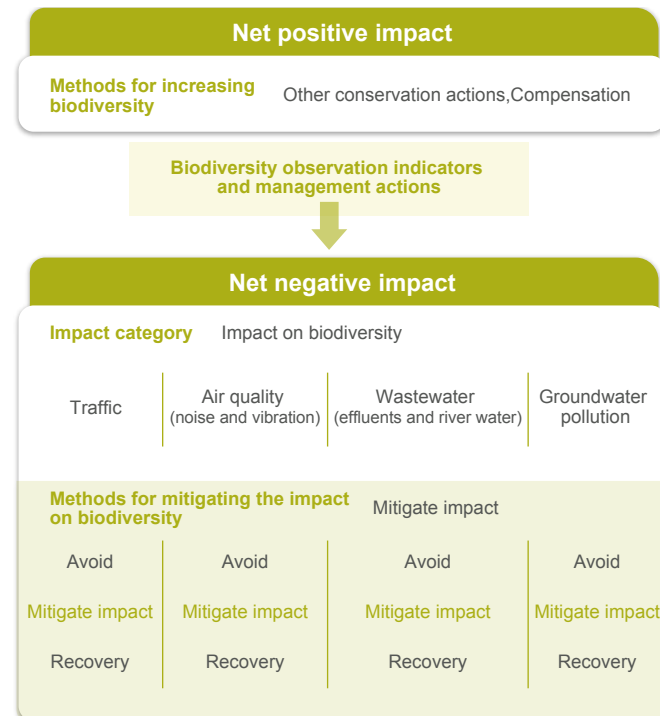 Net positive impact
Methods for increasing
biodiversity
Other conservation actions,Compensation
Biodiversity observation indicators
and management actions
Net negative impact
Impact category
Impact on biodiversity
Traffic
Air quality
(noise and vibration)
Wastewater
(effluents and river water)
Groundwater
pollution
Methods for mitigating the impact
on biodiversity
Mitigate impact
Avoid
Avoid
Avoid
Avoid
Mitigate impact
Mitigate impact
Mitigate impact
Mitigate impact
Recovery
Recovery
Recovery
Recovery